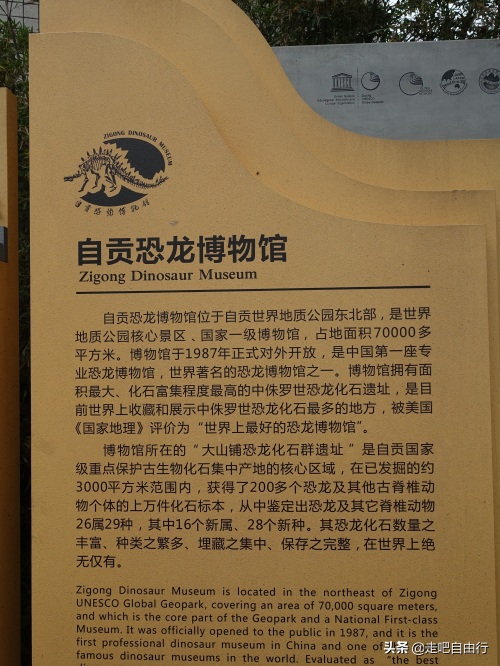 ZIGONG DINOSAUR MUSEUM
自贡恐龙博物馆
自贡恐龙博物馆
Zigong Dinosaur Museum
自贡恐龙博物馆位于自贡世界地质公园东北部，是世界
地质公园核心景区、国家一级博物馆，占地面积70000多
平方米。博物馆于1987年正式对外开放，是中国第一座专
业恐龙博物馆，世界著名的恐龙博物馆之一。博物馆拥有面
积最大、化石富集程度最高的中侏罗世恐龙化石遗址，是目
前世界上收藏和展示中侏罗世恐龙化石最多的地方，被美国
《国家地理》评价为“世界上最好的恐龙博物馆”。
博物馆所在的“大山铺恐龙化石群遗址”是自贡国家
级重点保护古生物化石集中产地的核心区域，在已发掘的约
3000平方米范围内，获得了200多个恐龙及其他古脊椎动
物个体的上万件化石标本，从中鉴定出恐龙及其它脊椎动物
26属29种，其中16个新属、28个新种。其恐龙化石数量之
丰富、种类之繁多、埋藏之集中、保存之完整，在世界上绝
无仅有。
Zigong Dinosaur Museum is located in the northeast of Zigong
UNESCO Global Geopark, covering an area of 70,000 square meters,
and which is the core part of the Geopark and a National First-class
Museum. It was officially opened to the public in 1987, and it is the
first professional dinosaur museum in China and one of
famous dinosaur museums in the world. Evaluated as "the best
头条 @走吧自由行